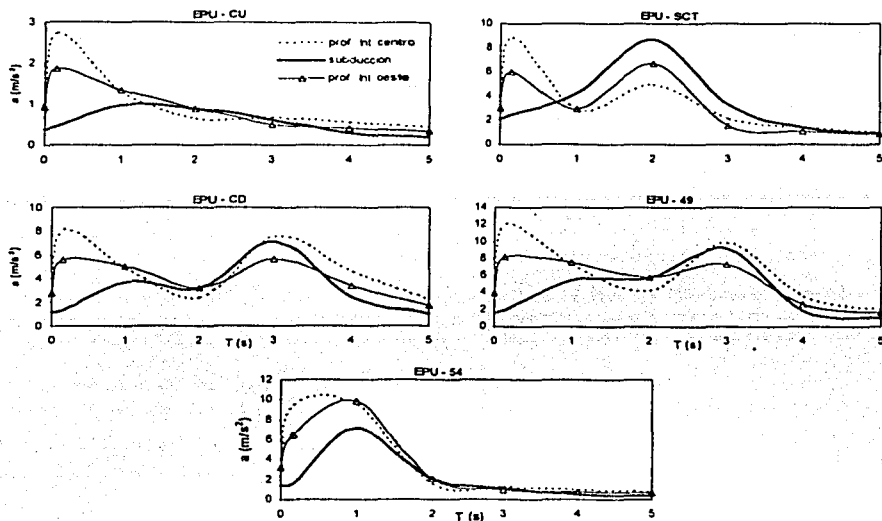 EPU - CU
a (m/s²)
3
2
1
0
0 1 2 3 4 5
prof int centro
subducción
prof int oeste
EPU - SCT
10
8
6
4
2
0
0 1 2 3 4 5
EPU - CD
a (m/s²)
10
8
6
4
2
0
0 1 2 3 4 5
T (s)
EPU - 49
14
12
10
8
6
4
2
0
0 1 2 3 4 5
T (s)
EPU - 54
a (m/s²)
12
10
8
6
4
2
0
0 1 2 3 4 5
T (s)